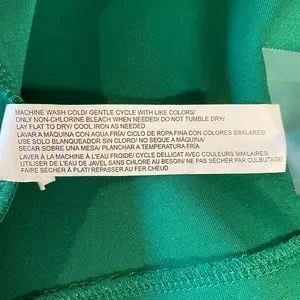 MACHINE WASH COLD/ GENTLE CYCLE WITH LIKE COLORS/
ONLY NON-CHLORINE BLEACH WHEN NEEDED/ DO NOT TUMBLE DRY/
LAY FLAT TO DRY/ COOL IRON AS NEEDED
LAVAR A MÁQUINA CON AGUA FRÍA/ CICLO DE ROPA FINA CON COLORES SIMILARES/
USE SOLO BLANQUEADOR SIN CLORO/ NO USAR SECADORA/
SECAR SOBRE UNA MESA/ PLANCHAR A TEMPERATURA FRÍA
LAVER À LA MACHINE À L'EAU FROIDE/ CYCLE DELLICAT AVEC COULEURS SIMILAIRES/
UTILISER DE L'EAU DE JAVEL SANS CHLORE AU BESOIN/ NE PAS SÉCHER PAR CULBUTAGE/
FAIRE SÉCHER À PLAT/ REPASSER AU FER CHEUD